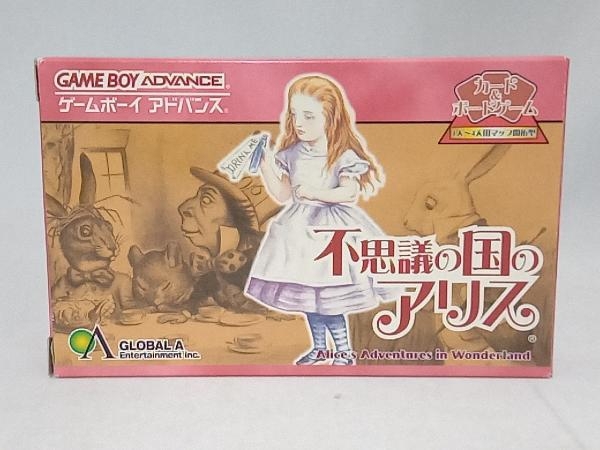 GAME BOY ADVANCE
ゲームボーイ アドバンス®
カード
&
ボードゲーム
DRINK ME
不思議の国の
アリス®
Alice's Adventures in Wonderland
GLOBAL A
Entertainment Inc.